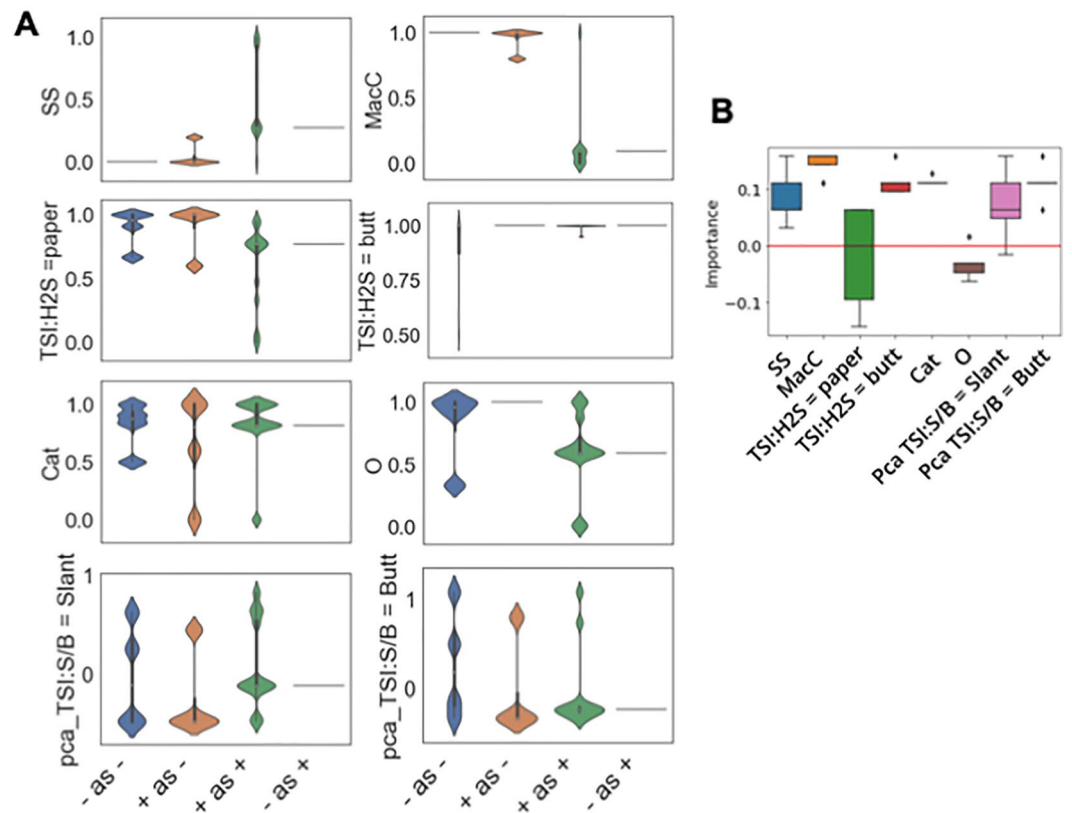 A
SS
1.0
0.5
0.0
MacC
1.0
0.5
0.0
TSI:H2S =paper
1.0
0.5
0.0
TSI:H2S = butt
1.00
0.75
0.50
Cat
1.0
0.5
0.0
O
1.0
0.5
0.0
pca_TSI:S/B = Slant
1
0
pca_TSI:S/B = Butt
1
0
- as -
+ as -
+ as +
- as +
- as -
+ as -
+ as +
- as +
B
Importance
0.1
0.0
−0.1
SS
MacC
TSI:H2S = paper
TSI:H2S = butt
Cat
O
Pca TSI:S/B = Slant
Pca TSI:S/B = Butt